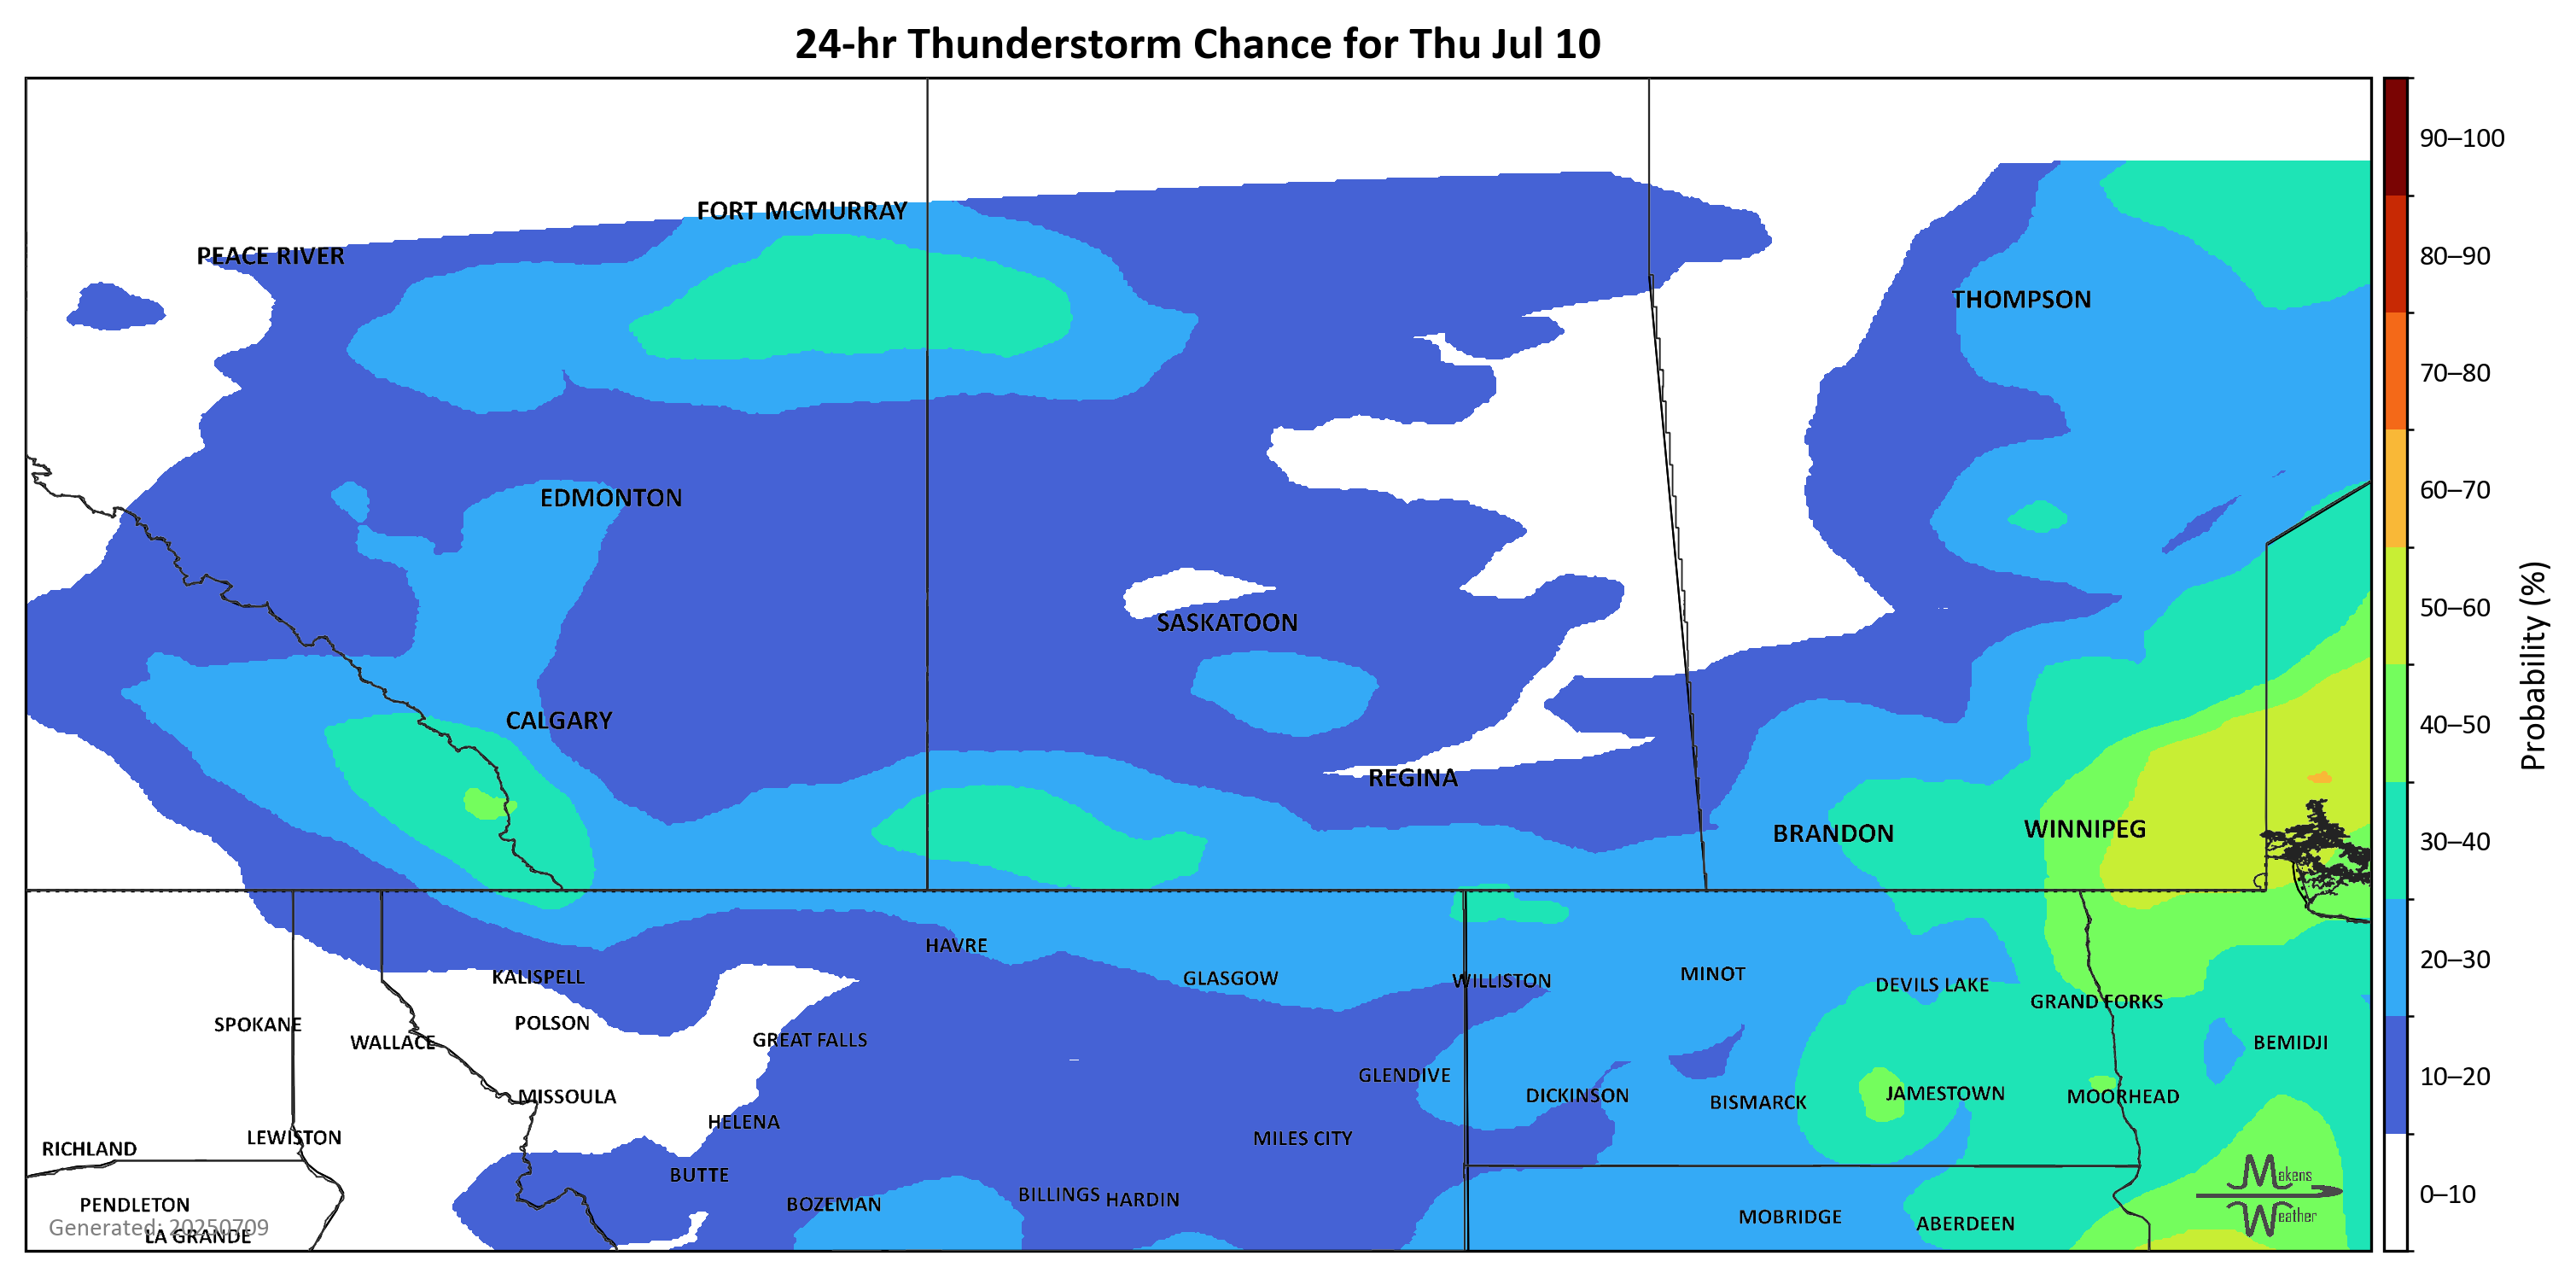 24-hr Thunderstorm Chance for Thu Jul 10
FORT MCMURRAY
PEACE RIVER
THOMPSON
EDMONTON
SASKATOON
CALGARY
REGINA
BRANDON
WINNIPEG
HAVRE
KALISPELL
GLASGOW
WILLISTON
MINOT
DEVILS LAKE
GRAND FORKS
SPOKANE
POLSON
WALLACE
GREAT FALLS
BEMIDJI
GLENDIVE
MISSOULA
DICKINSON
BISMARCK
JAMESTOWN
MOORHEAD
HELENA
LEWISTON
MILES CITY
RICHLAND
BUTTE
PENDLETON
BOZEMAN
BILLINGS
HARDIN
MOBRIDGE
ABERDEEN
Generated: 20250709
LA GRANDE
Makens
Weather
90–100
80–90
70–80
60–70
50–60
40–50
30–40
20–30
10–20
0–10
Probability (%)